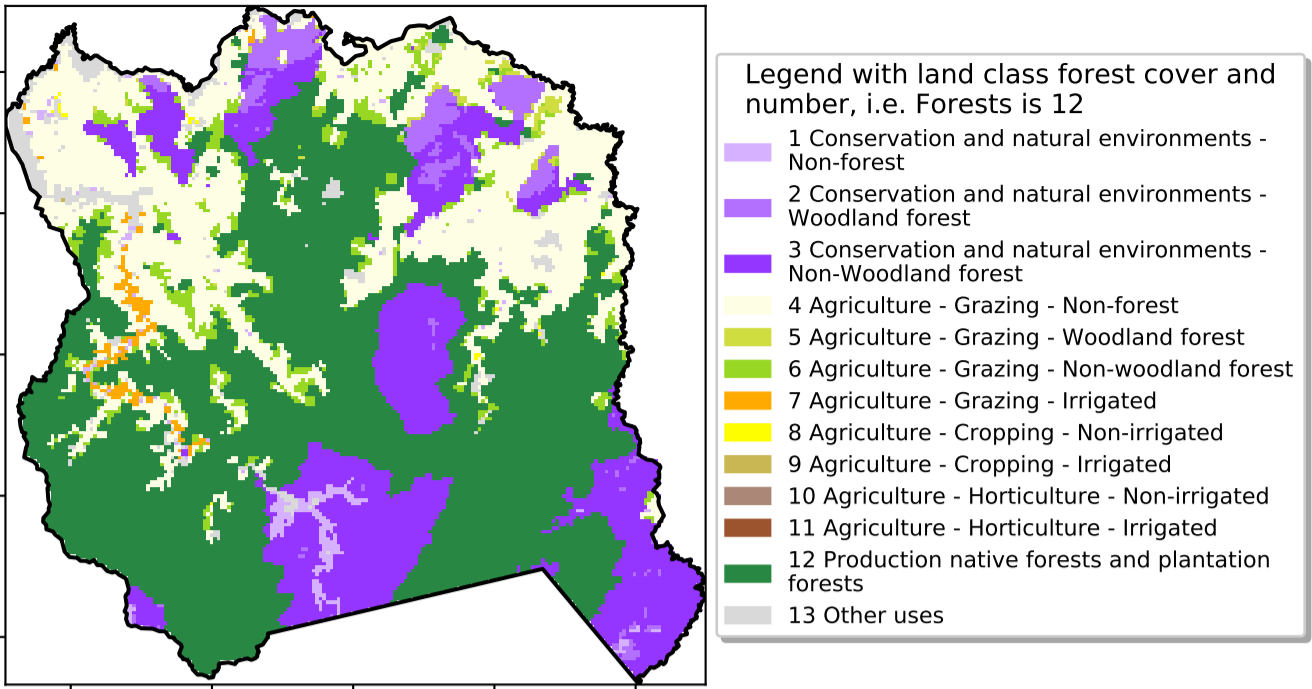 Legend with land class forest cover and
number, i.e. Forests is 12
1 Conservation and natural environments -
Non-forest
2 Conservation and natural environments -
Woodland forest
3 Conservation and natural environments -
Non-Woodland forest
4 Agriculture - Grazing - Non-forest
5 Agriculture - Grazing - Woodland forest
6 Agriculture - Grazing - Non-woodland forest
7 Agriculture - Grazing - Irrigated
8 Agriculture - Cropping - Non-irrigated
9 Agriculture - Cropping - Irrigated
10 Agriculture - Horticulture - Non-irrigated
11 Agriculture - Horticulture - Irrigated
12 Production native forests and plantation
forests
13 Other uses